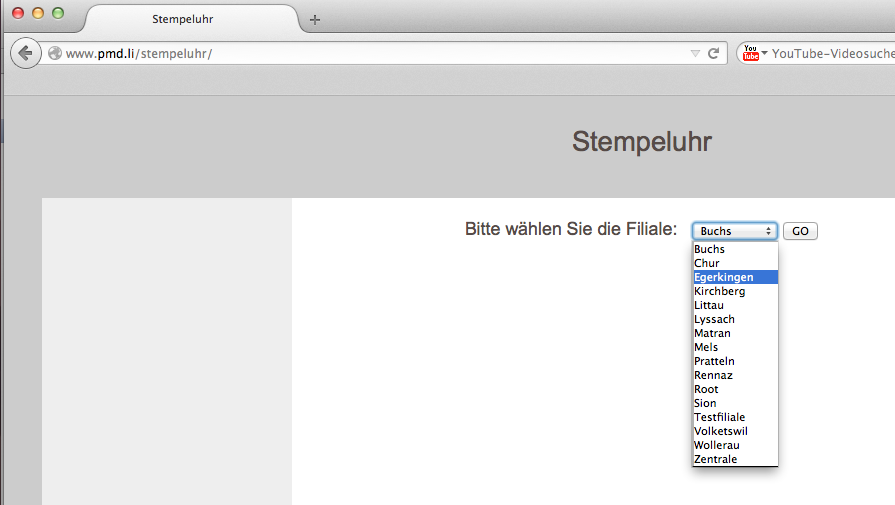 Stempeluhr
www.pmd.li/stempeluhr/
You Tube YouTube-Videosuche
Stempeluhr
Bitte wählen Sie die Filiale: Buchs GO
Buchs
Chur
Egerkingen
Kirchberg
Littau
Lyssach
Matran
Mels
Pratteln
Rennaz
Root
Sion
Testfiliale
Volketswil
Wollerau
Zentrale